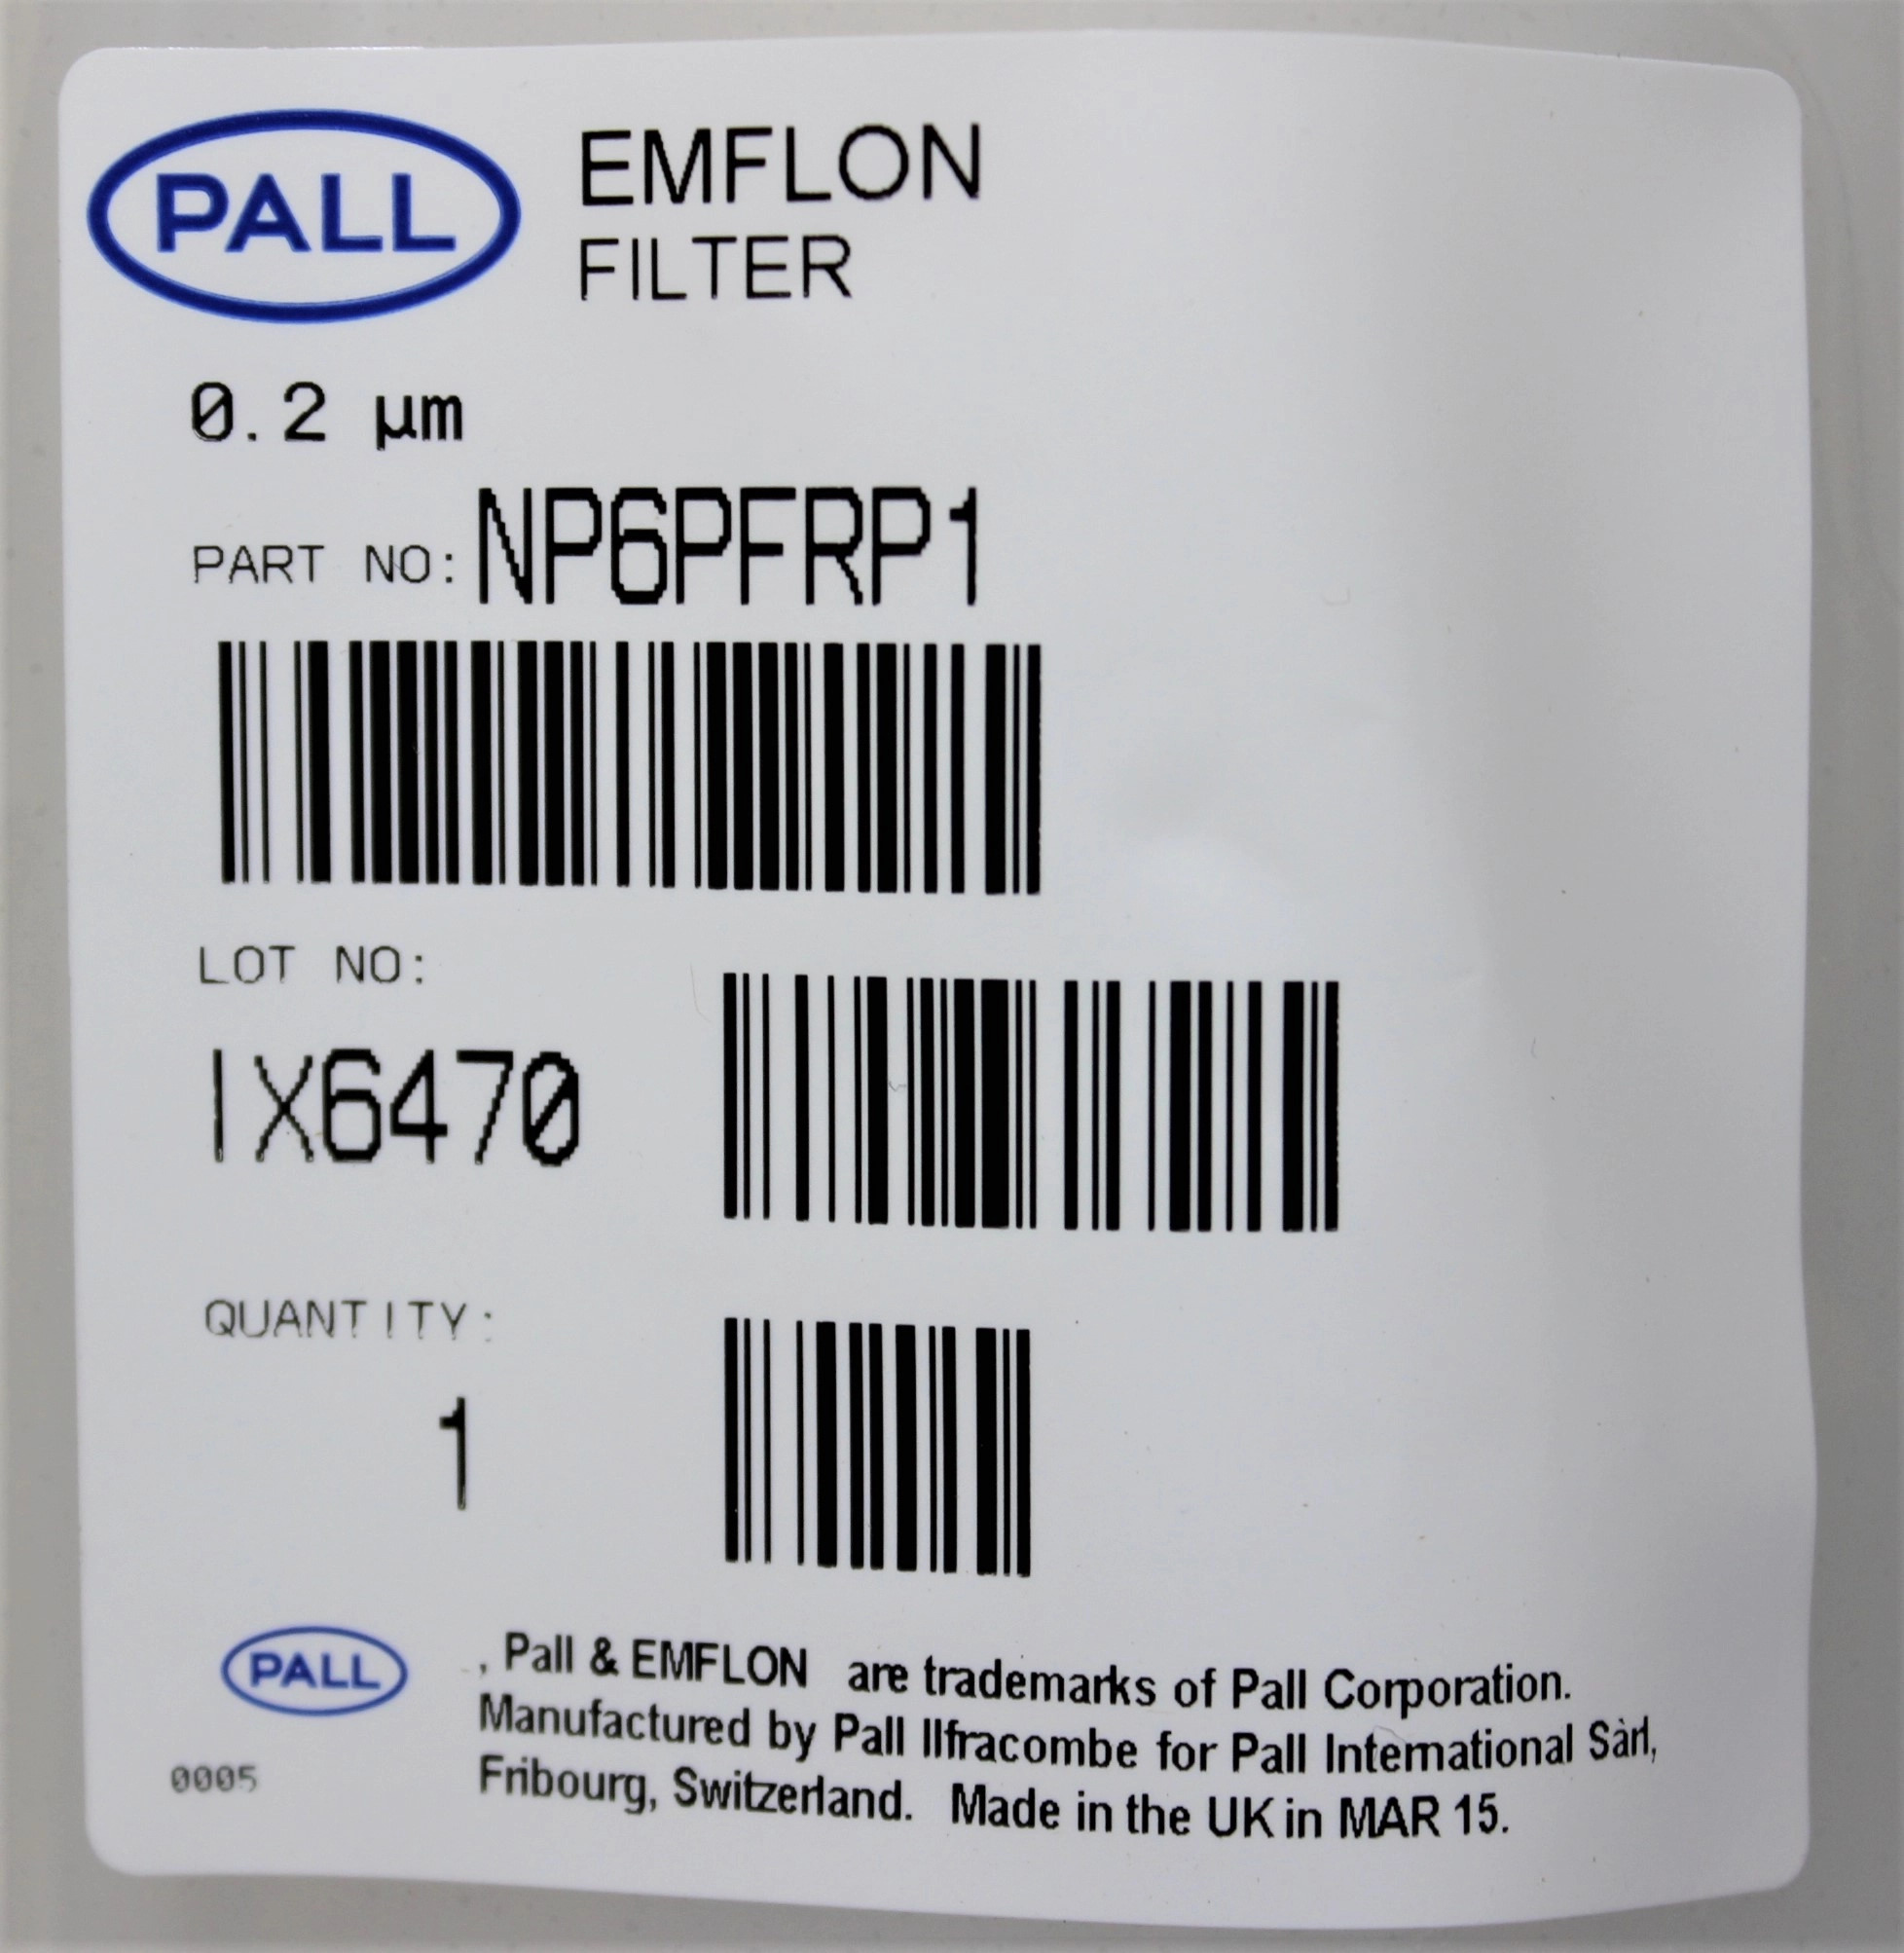 PALL
EMFLON
FILTER
0.2 µm
PART NO: NP6PFRP1
LOT NO:
IX6470
QUANTITY:
1
PALL
, Pall & EMFLON are trademarks of Pall Corporation.
Manufactured by Pall Ilfracombe for Pall International Sàrl,
Fribourg, Switzerland. Made in the UK in MAR 15.
0005